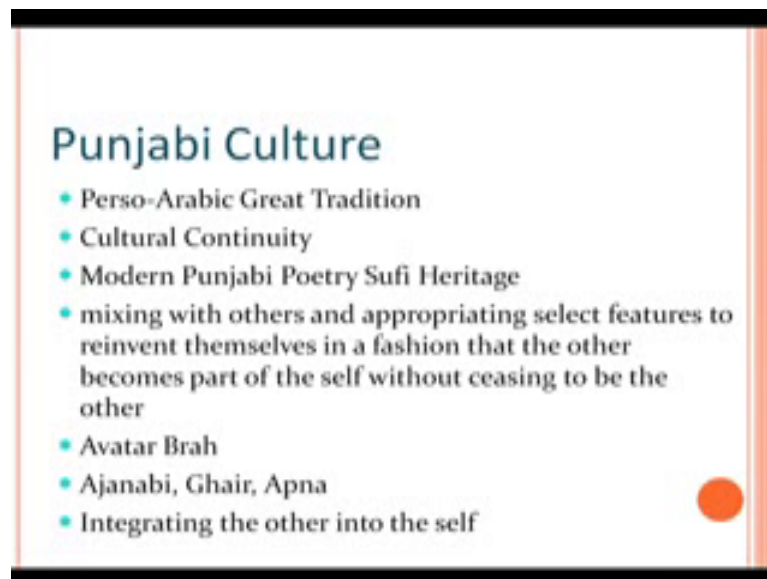 Punjabi Culture
Perso-Arabic Great Tradition
Cultural Continuity
Modern Punjabi Poetry Sufi Heritage
mixing with others and appropriating select features to
reinvent themselves in a fashion that the other
becomes part of the self without ceasing to be the
other
Avatar Brah
Ajanabi, Ghair, Apna
Integrating the other into the self